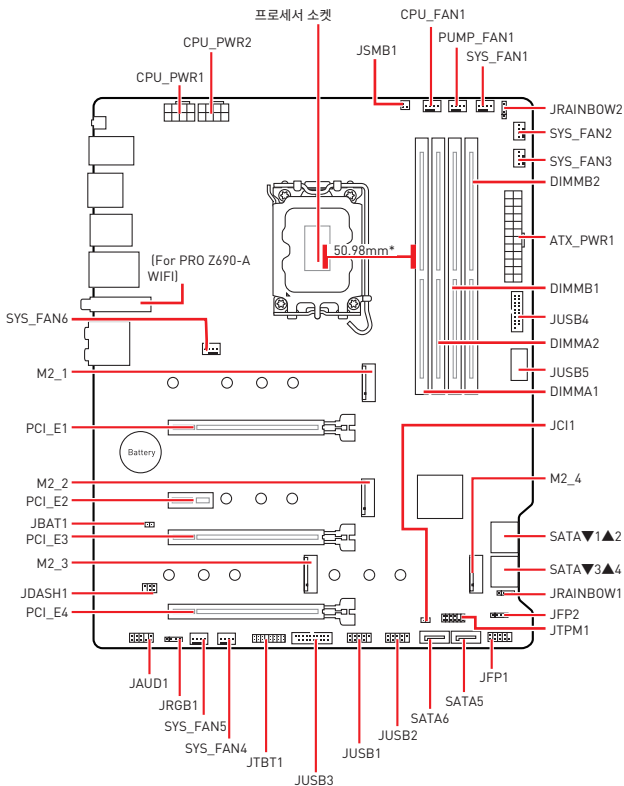 프로세서 소켓
CPU_FAN1
PUMP_FAN1
SYS_FAN1
JSMB1
CPU_PWR2
CPU_PWR1
JRAINBOW2
SYS_FAN2
SYS_FAN3
DIMMB2
ATX_PWR1
50.98mm*
(For PRO Z690-A
WIFI)
DIMMB1
SYS_FAN6
JUSB4
DIMMA2
M2_1
JUSB5
DIMMA1
PCI_E1
JCI1
Battery
M2_2
M2_4
PCI_E2
JBAT1
PCI_E3
SATA▼1▲2
M2_3
SATA▼3▲4
JDASH1
JRAINBOW1
PCI_E4
JFP2
JTPM1
JAUD1
JRGB1
SYS_FAN5
SYS_FAN4
JTBT1
JUSB3
JUSB1
JUSB2
SATA6
SATA5
JFP1